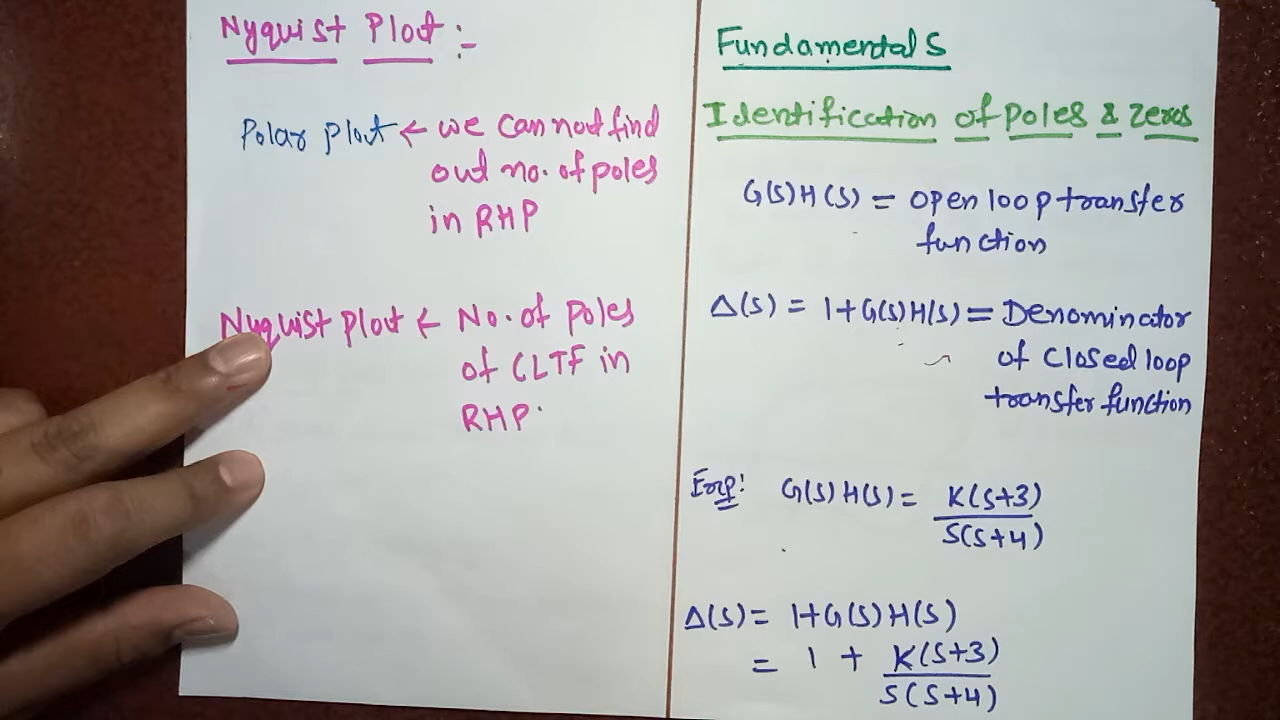 Nyquist Plot :-
Polar plot ← we can not find
out no. of poles
in RHP
Nyquist plot ← No. of poles
of CLTF in
RHP.
Fundamentals
Identification of poles & zeros
G(s)H(s) = open loop transfer
function
Δ(s) = 1+G(s)H(s) = Denominator
of closed loop
transfer function
Exp: G(s)H(s) = K(s+3)
s(s+4)
Δ(s) = 1+G(s)H(s)
= 1 + K(s+3)
s(s+4)